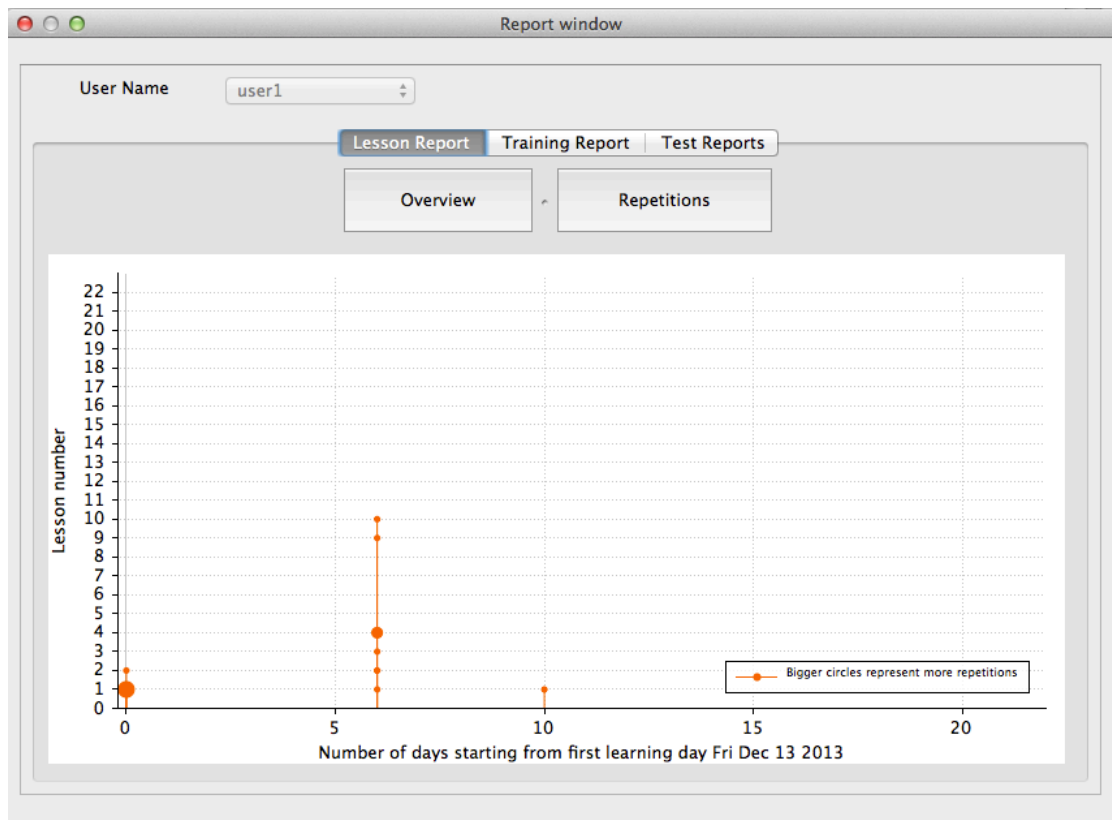 Report window
User Name
user1
Lesson Report Training Report Test Reports
Overview Repetitions
Lesson number
22
21
20
19
18
17
16
15
14
13
12
11
10
9
8
7
6
5
4
3
2
1
0
Bigger circles represent more repetitions
0 5 10 15 20
Number of days starting from first learning day Fri Dec 13 2013